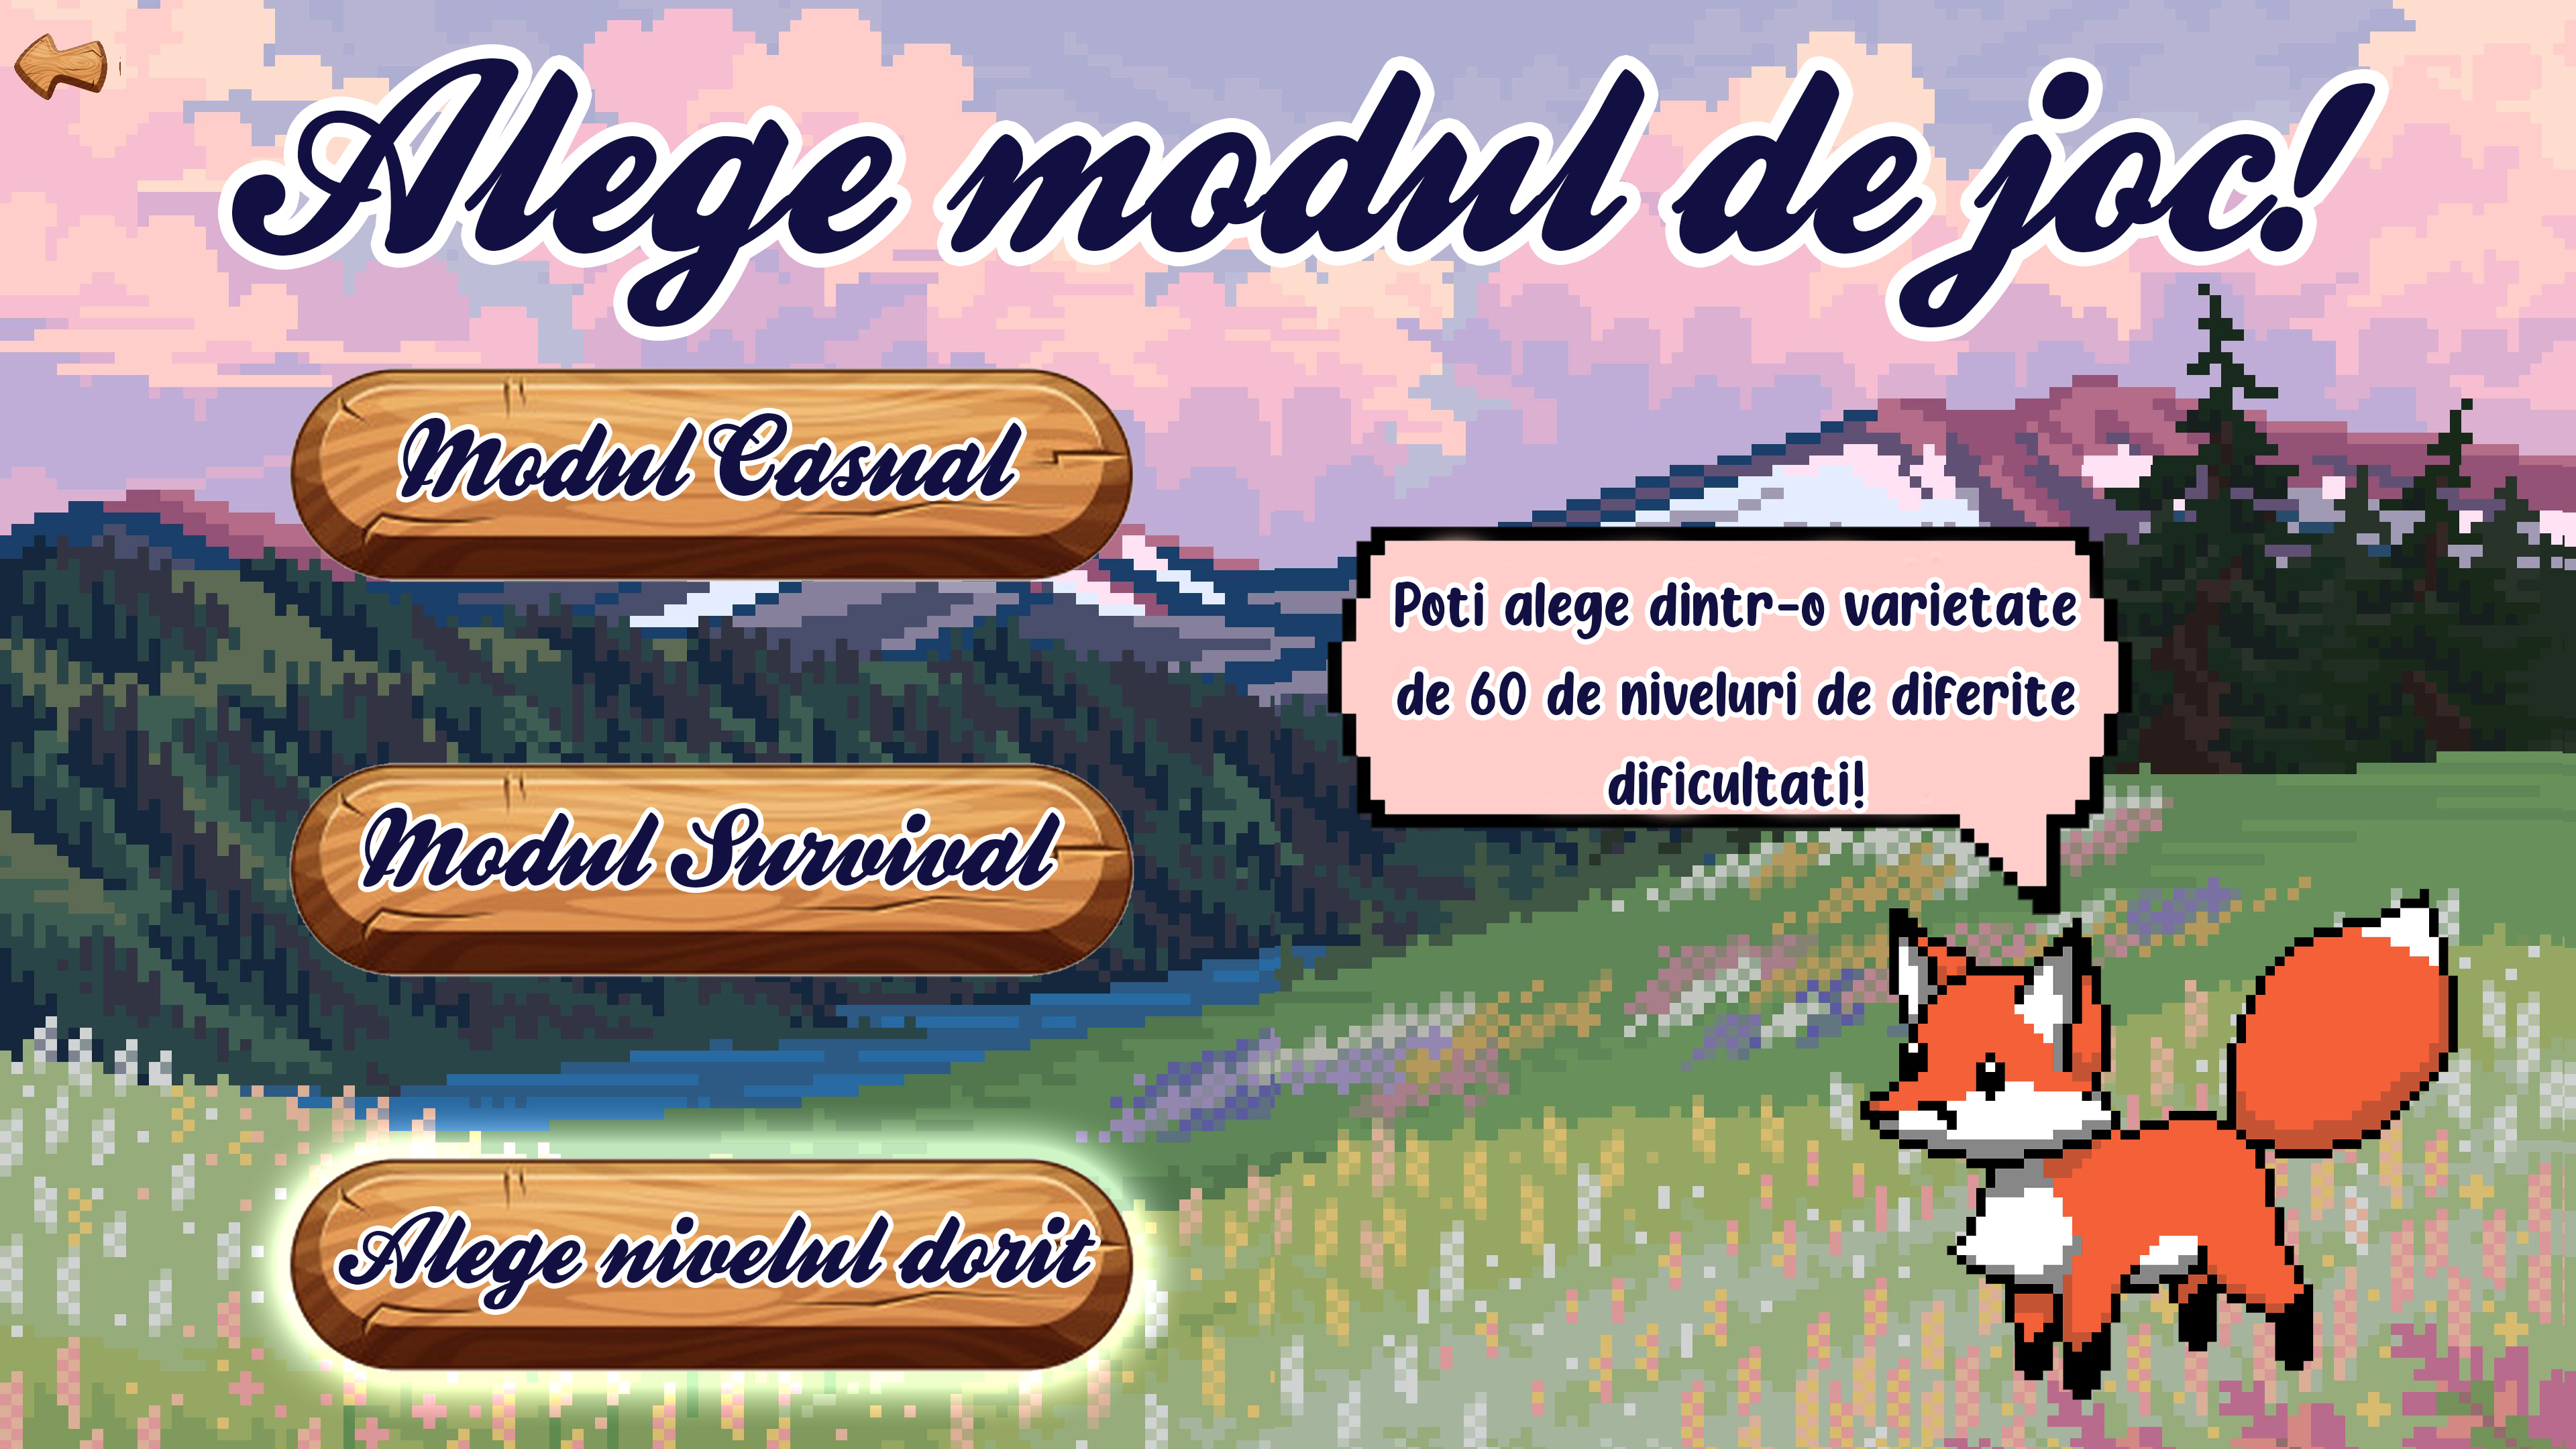 Alege modul de joc!
Modul Casual
Poti alege dintr-o varietate
de 60 de niveluri de diferite
dificultati!
Modul Survival
Alege nivelul dorit